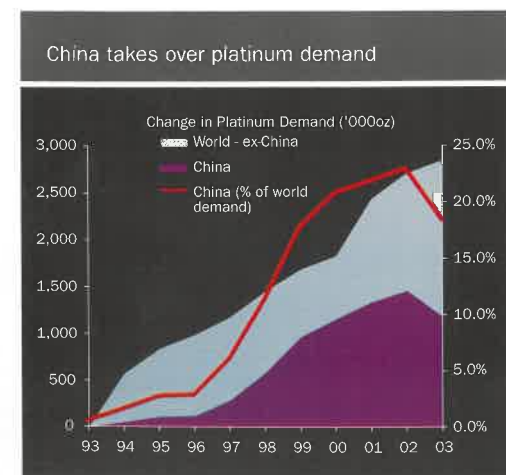 China takes over platinum demand
Change in Platinum Demand ('000oz)
World - ex-China
China
China (% of world
demand)
3,000
2,500
2,000
1,500
1,000
500
0
25.0%
20.0%
15.0%
10.0%
5.0%
0.0%
93 94 95 96 97 98 99 00 01 02 03